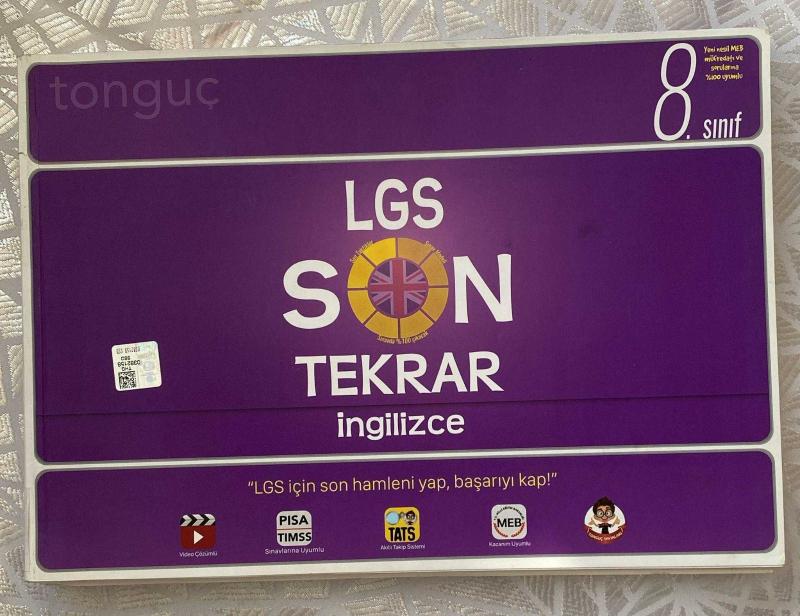 tonguç
8. sınıf
Yeni nesil MEB
müfredatı ve
sorularına
%100 uyumlu
LGS
SON
TEKRAR
ingilizce
"LGS için son hamleni yap, başarıyı kap!"
Video Çözümlü
PISA
TIMSS
Sınavlarına Uyumlu
TATS
Akıllı Takip Sistemi
MEB
Kazanım Uyumlu